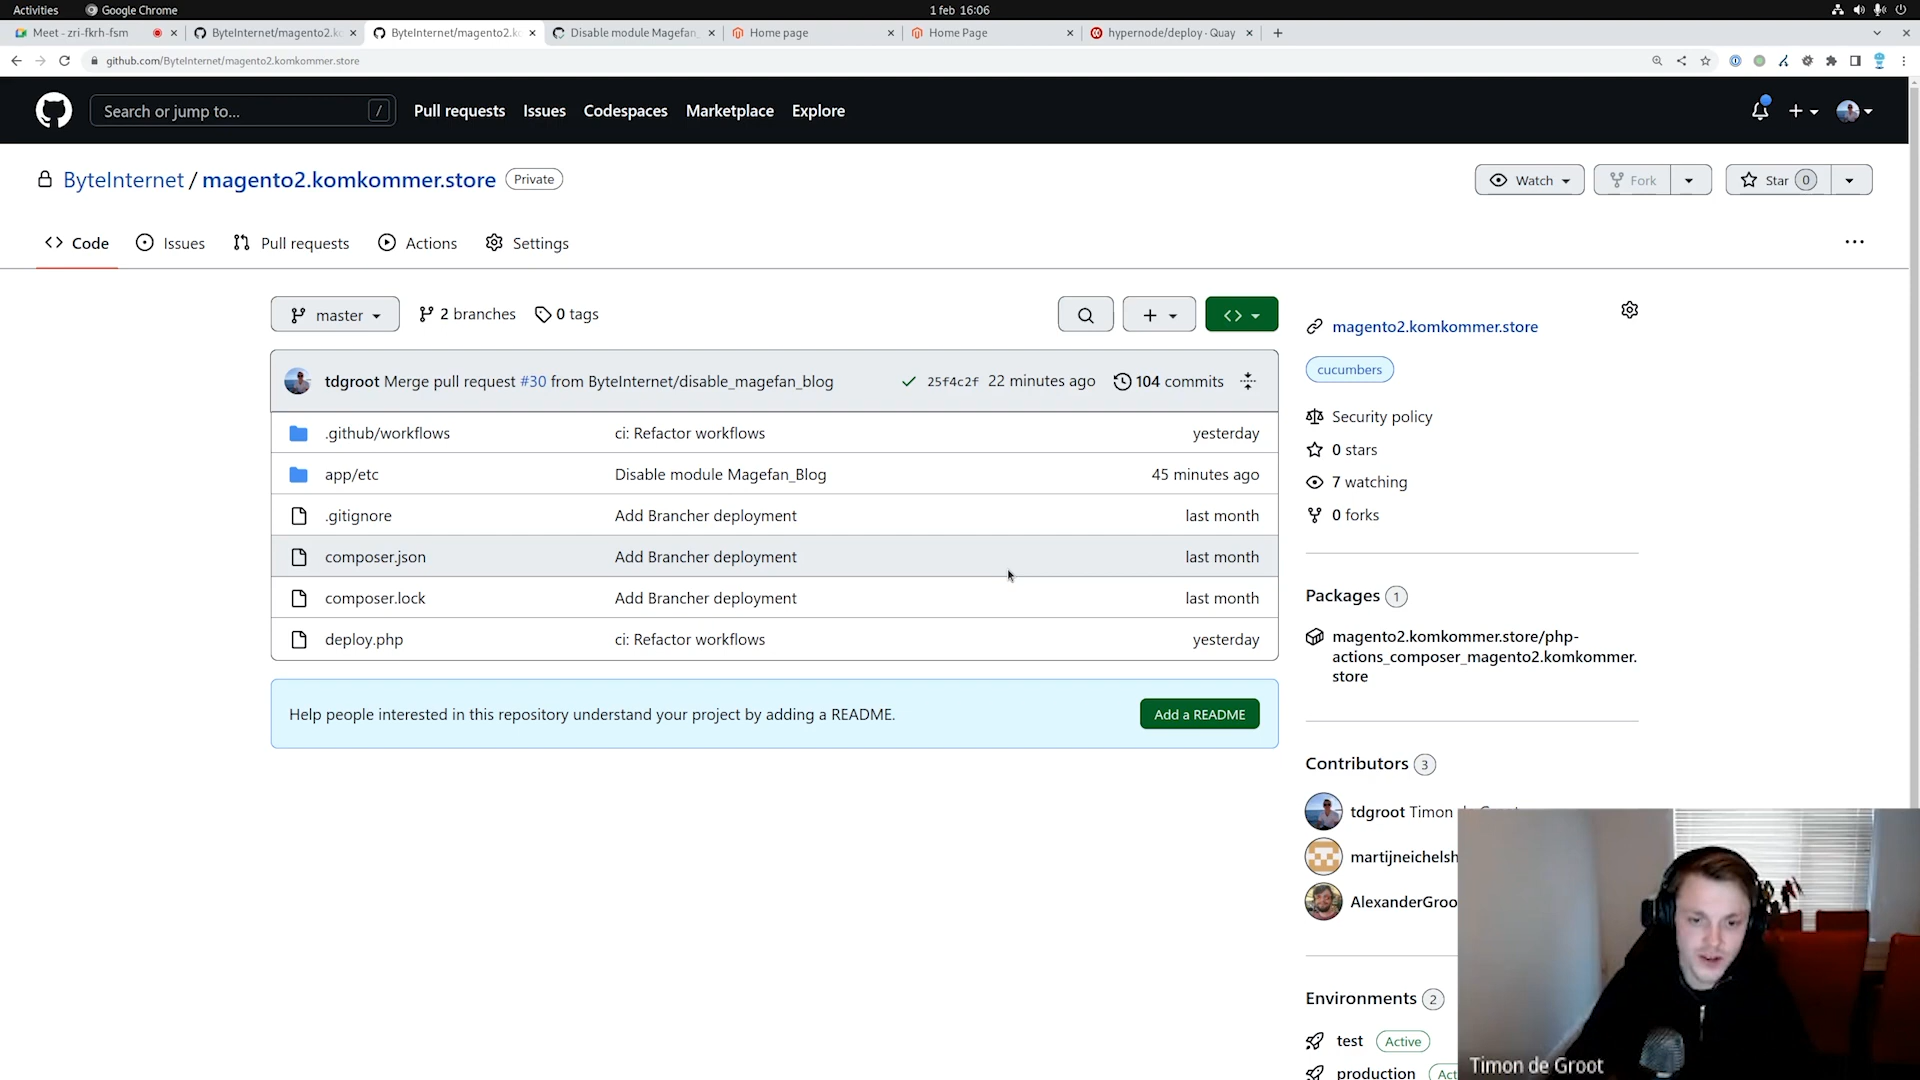 Activities
Google Chrome
1 feb 16:06
Meet - zri-fkrh-fsm
ByteInternet/magento2.k
ByteInternet/magento2.k
Disable module Magefan_
Home page
Home Page
hypernode/deploy · Quay
github.com/ByteInternet/magento2.komkommer.store
Search or jump to...
/
Pull requests
Issues
Codespaces
Marketplace
Explore
ByteInternet / magento2.komkommer.store
Private
Watch
Fork
Star 0
Code
Issues
Pull requests
Actions
Settings
master
2 branches
0 tags
tdgroot Merge pull request #30 from ByteInternet/disable_magefan_blog
25f4c2f 22 minutes ago
104 commits
.github/workflows
ci: Refactor workflows
yesterday
app/etc
Disable module Magefan_Blog
45 minutes ago
.gitignore
Add Brancher deployment
last month
composer.json
Add Brancher deployment
last month
composer.lock
Add Brancher deployment
last month
deploy.php
ci: Refactor workflows
yesterday
Help people interested in this repository understand your project by adding a README.
Add a README
magento2.komkommer.store
cucumbers
Security policy
0 stars
7 watching
0 forks
Packages 1
magento2.komkommer.store/php-
actions_composer_magento2.komkommer.
store
Contributors 3
tdgroot Timon
martijneichelsh
AlexanderGroo
Environments 2
test Active
production Act
Timon de Groot